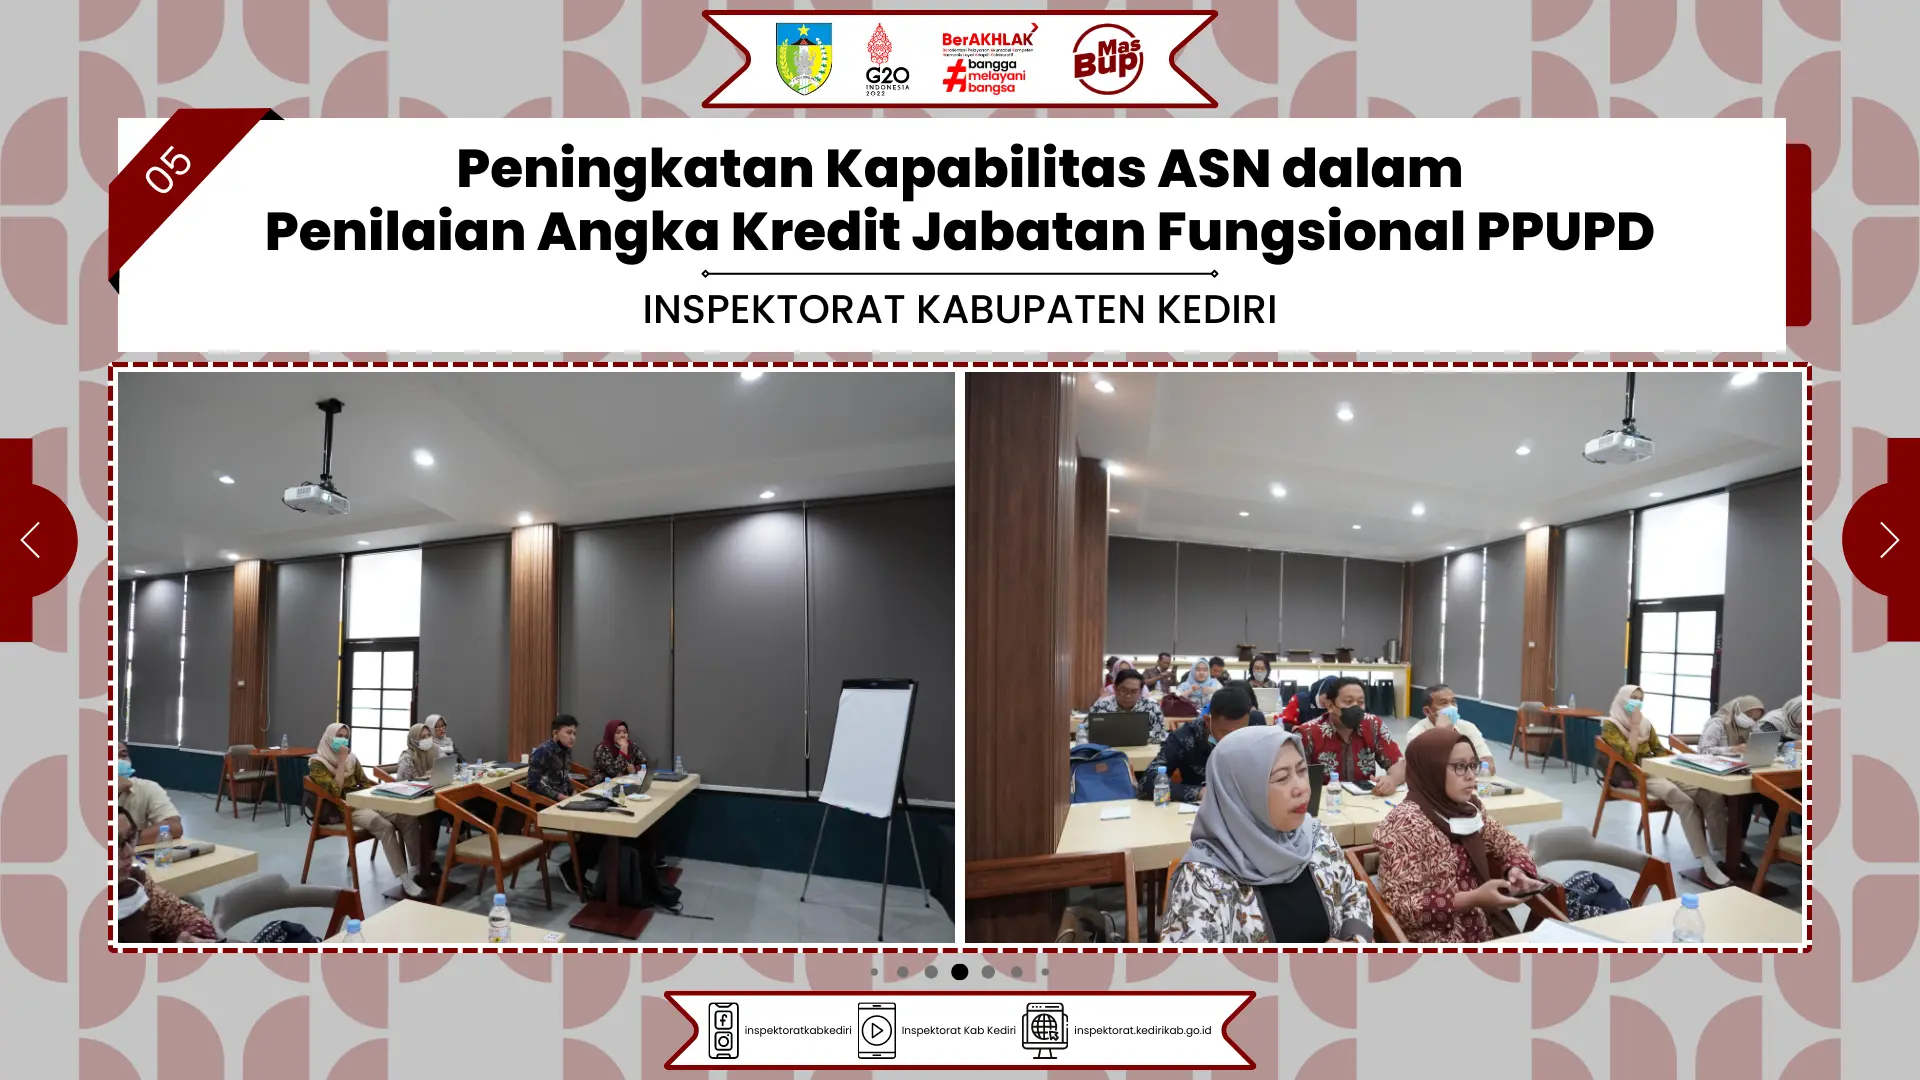 G20
INDONESIA
2022
BerAKHLAK
#bangga
melayani
bangsa
Mas
Bup
05
Peningkatan Kapabilitas ASN dalam
Penilaian Angka Kredit Jabatan Fungsional PPUPD
INSPEKTORAT KABUPATEN KEDIRI
inspektoratkabkediri
Inspektorat Kab Kediri
inspektorat.kedirikab.go.id